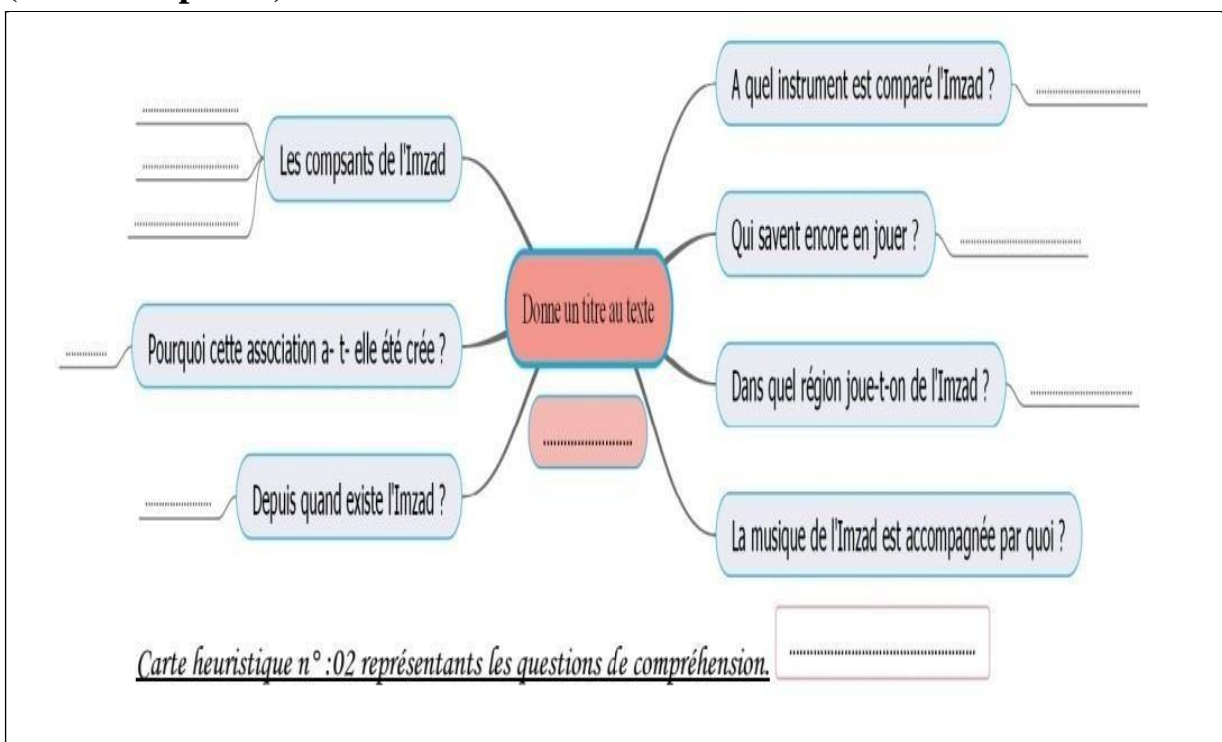 A quel instrument est comparé l'Imzad ?
........................
Les compsants de l'Imzad
........................
........................
........................
Qui savent encore en jouer ?
........................
Donne un titre au texte
........................
Pourquoi cette association a- t- elle été crée ?
............
Dans quel région joue-t-on de l'Imzad ?
........................
Depuis quand existe l'Imzad ?
................
La musique de l'Imzad est accompagnée par quoi ?
........................
Carte heuristique n° :02 représentants les questions de compréhension.